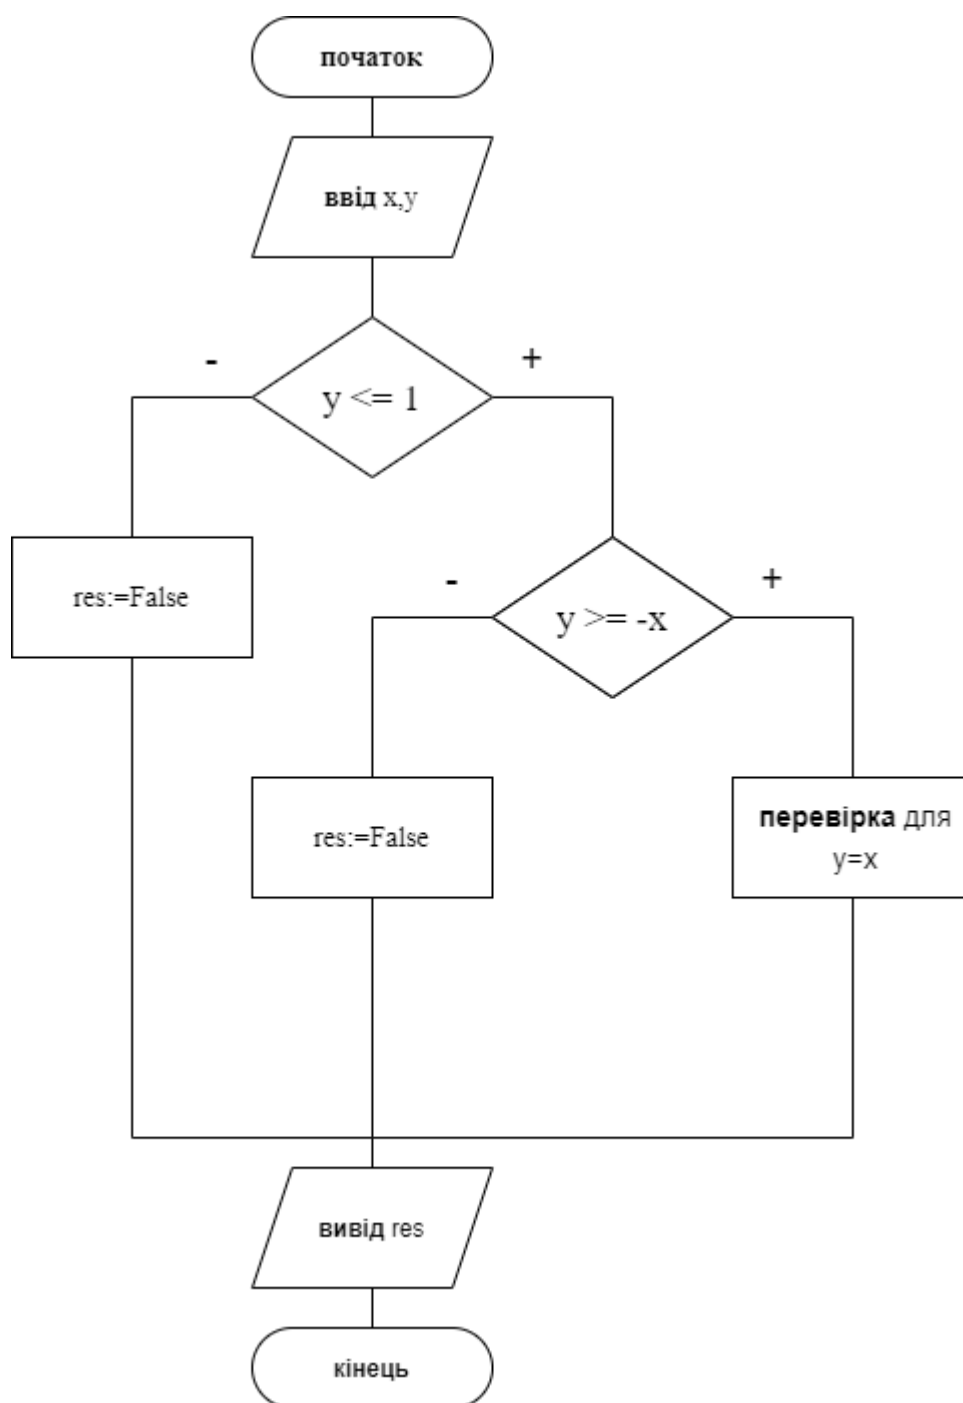 початок
ввід x,y
- +
y <= 1
res:=False
- +
y >= -x
res:=False
перевірка для
y=x
вивід res
кінець